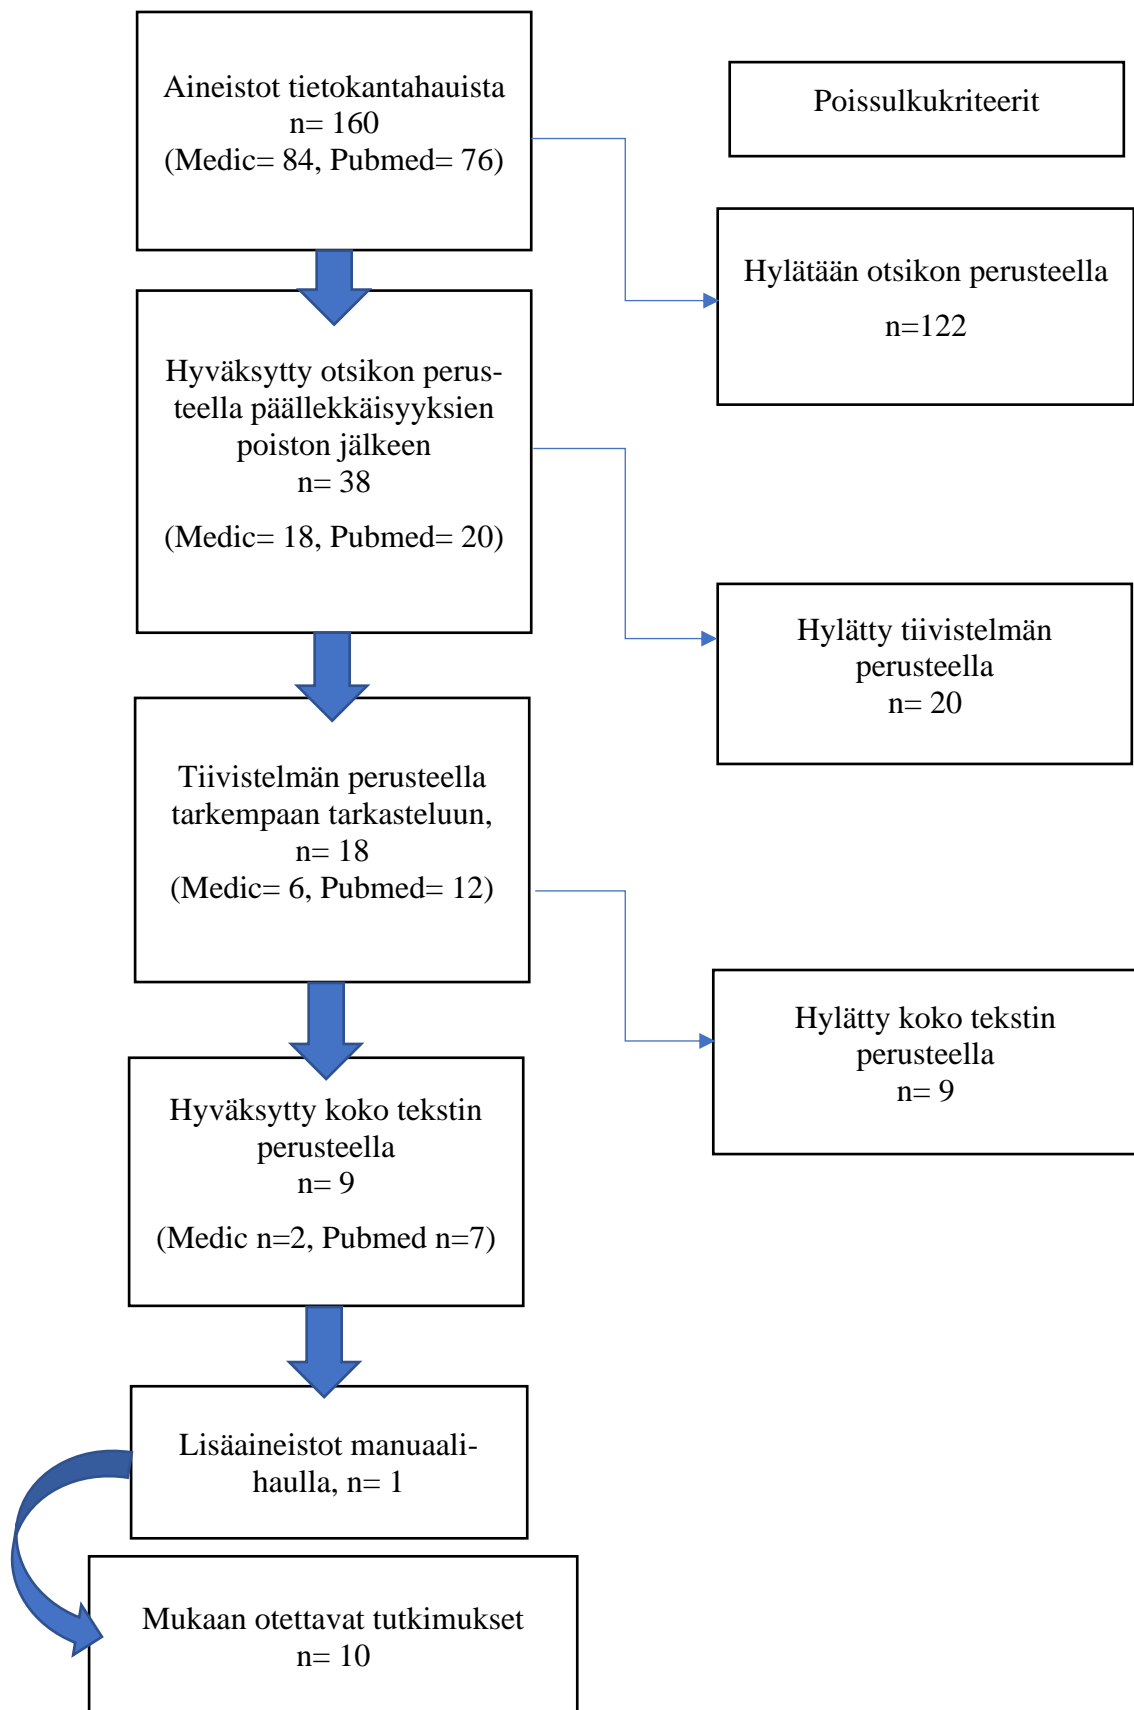 Aineistot tietokantahauista
n= 160
(Medic= 84, Pubmed= 76)
Poissulkukriteerit
Hylätään otsikon perusteella
n=122
Hyväksytty otsikon perus-
teella päällekkäisyyksien
poiston jälkeen
n= 38
(Medic= 18, Pubmed= 20)
Hylätty tiivistelmän
perusteella
n= 20
Tiivistelmän perusteella
tarkempaan tarkasteluun,
n= 18
(Medic= 6, Pubmed= 12)
Hylätty koko tekstin
perusteella
n= 9
Hyväksytty koko tekstin
perusteella
n= 9
(Medic n=2, Pubmed n=7)
Lisäaineistot manuaali-
haulla, n= 1
Mukaan otettavat tutkimukset
n= 10